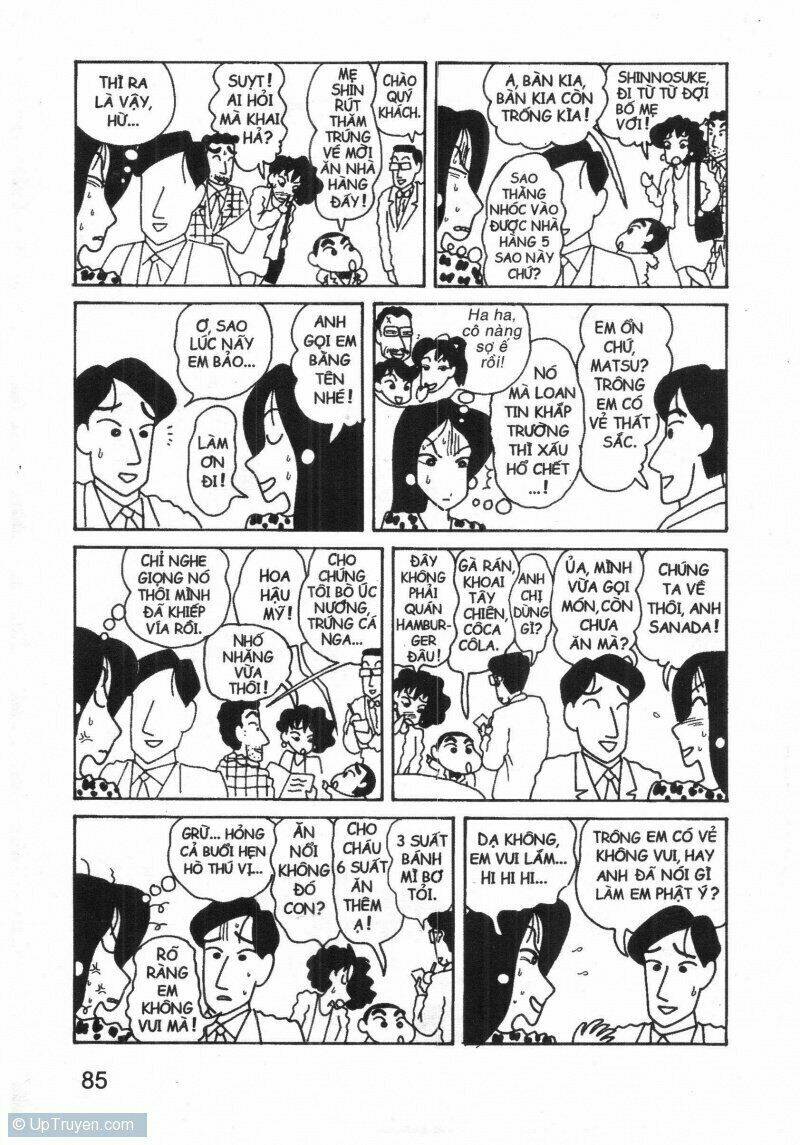 SHINNOSUKE,
ĐI TỪ TỪ ĐỢI
BỐ MẸ
VỚI!
A, BÀN KIA,
BÀN KIA CÒN
TRỐNG KÌA!
SAO
THẰNG
NHÓC VÀO
ĐƯỢC NHÀ
HÀNG 5
SAO NÀY
CHỨ?
CHÀO
QUÝ
KHÁCH.
MẸ
SHIN
RÚT
THĂM
TRÚNG
VÉ MỜI
ĂN NHÀ
HÀNG
ĐẤY!
SUYT!
AI HỎI
MÀ KHAI
HẢ?
THÌ RA
LÀ VẬY,
HỪ...
EM ỔN
CHỨ,
MATSU?
TRÔNG
EM CÓ
VẺ THẤT
SẮC.
NÓ
MÀ LOAN
TIN KHẮP
TRƯỜNG
THÌ XẤU
HỔ CHẾT
...!
Ha ha,
cô nàng
sợ ế
rồi!
ANH
GỌI EM
BẰNG
TÊN
NHÉ!
Ơ, SAO
LÚC NÃY
EM BẢO...
LÀM
ƠN
ĐI!
CHÚNG
TA VỀ
THÔI, ANH
SANADA!
ỦA, MÌNH
VỪA GỌI
MÓN, CÒN
CHƯA
ĂN MÀ?
ANH
CHỊ
DÙNG
GÌ?
GÀ RÁN,
KHOAI
TÂY
CHIÊN,
CÔCA
CÔLA.
ĐÂY
KHÔNG
PHẢI
QUÁN
HAMBUR-
GER
ĐÂU!
CHO
CHÚNG
TÔI BÒ ÚC
NƯỚNG,
TRỨNG CÁ
NGA...
HOA
HẬU
MỸ!
NHỐ
NHĂNG
VỪA
THÔI!
CHỈ NGHE
GIỌNG NÓ
THÔI MÌNH
ĐÃ KHIẾP
VÍA RỒI.
TRÔNG EM CÓ VẺ
KHÔNG VUI, HAY
ANH ĐÃ NÓI GÌ
LÀM EM PHẬT Ý?
DẠ KHÔNG,
EM VUI LẮM...
HI HI HI...
3 SUẤT
BÁNH
MÌ BƠ
TỎI.
CHO
CHÁU
6 SUẤT
ĂN
THÊM
Ạ!
ĂN
NỔI
KHÔNG
ĐÓ
CON?
GRỪ... HỎNG
CẢ BUỔI HẸN
HÒ THÚ VỊ...
RÕ
RÀNG
EM
KHÔNG
VUI MÀ!
85
© UpTruyen.com